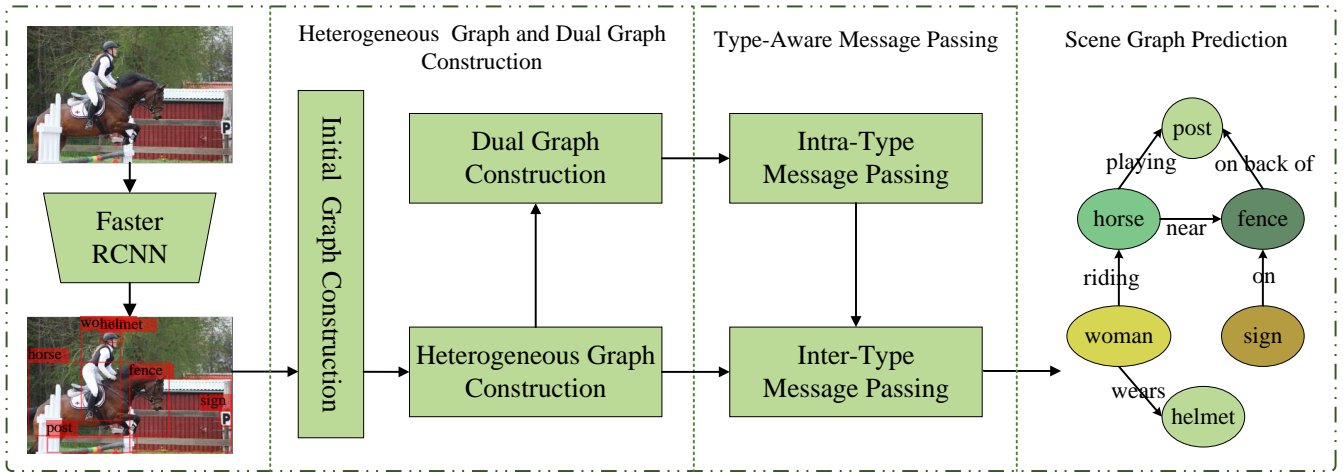 Heterogeneous Graph and Dual Graph
Construction
Type-Aware Message Passing
Scene Graph Prediction
P
Faster
RCNN
wohelmet
horse
fence
sign
post
P
Initial Graph Construction
Dual Graph
Construction
Heterogeneous Graph
Construction
Intra-Type
Message Passing
Inter-Type
Message Passing
post
playing
on back of
horse
near
fence
riding
on
woman
sign
wears
helmet